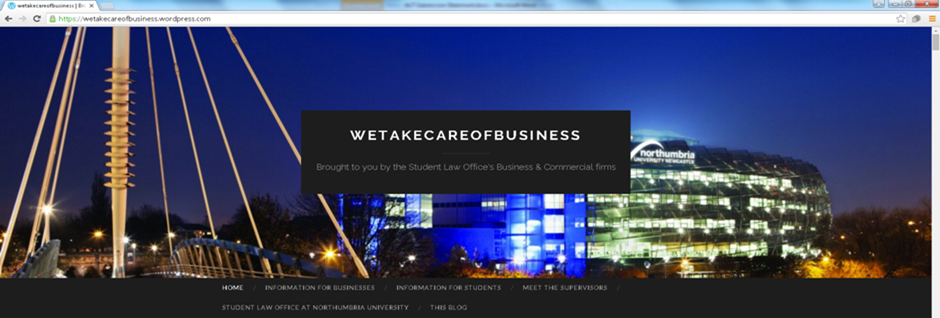 wetakecareofbusiness | B
https://wetakecareofbusiness.wordpress.com
WETAKECAREOFBUSINESS
Brought to you by the Student Law Office's Business & Commercial firms
northumbria
UNIVERSITY NEWCASTLE
HOME / INFORMATION FOR BUSINESSES / INFORMATION FOR STUDENTS / MEET THE SUPERVISORS /
STUDENT LAW OFFICE AT NORTHUMBRIA UNIVERSITY / THIS BLOG